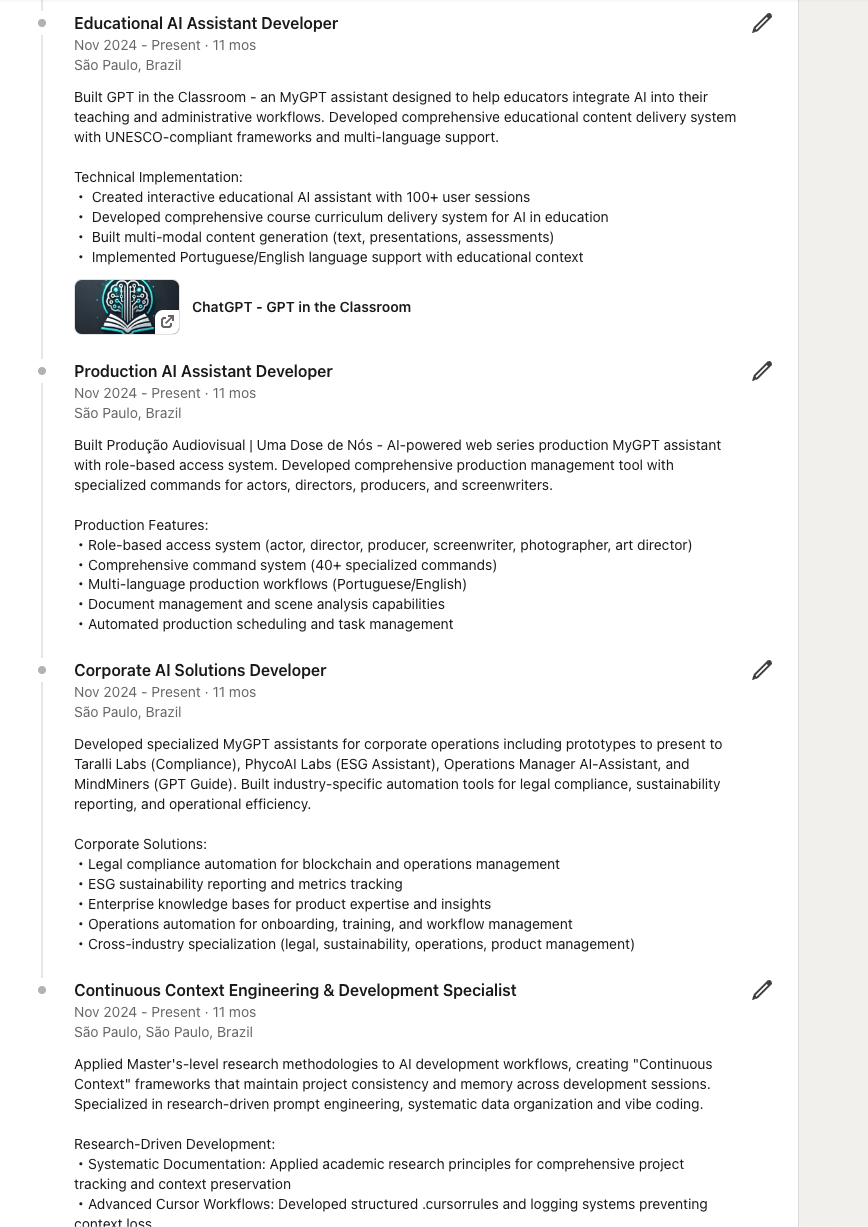 Educational AI Assistant Developer
Nov 2024 - Present · 11 mos
São Paulo, Brazil
Built GPT in the Classroom - an MyGPT assistant designed to help educators integrate AI into their
teaching and administrative workflows. Developed comprehensive educational content delivery system
with UNESCO-compliant frameworks and multi-language support.
Technical Implementation:
• Created interactive educational AI assistant with 100+ user sessions
• Developed comprehensive course curriculum delivery system for AI in education
• Built multi-modal content generation (text, presentations, assessments)
• Implemented Portuguese/English language support with educational context
ChatGPT - GPT in the Classroom
Production AI Assistant Developer
Nov 2024 - Present · 11 mos
São Paulo, Brazil
Built Produção Audiovisual | Uma Dose de Nós - AI-powered web series production MyGPT assistant
with role-based access system. Developed comprehensive production management tool with
specialized commands for actors, directors, producers, and screenwriters.
Production Features:
• Role-based access system (actor, director, producer, screenwriter, photographer, art director)
• Comprehensive command system (40+ specialized commands)
• Multi-language production workflows (Portuguese/English)
• Document management and scene analysis capabilities
• Automated production scheduling and task management
Corporate AI Solutions Developer
Nov 2024 - Present · 11 mos
São Paulo, Brazil
Developed specialized MyGPT assistants for corporate operations including prototypes to present to
Taralli Labs (Compliance), PhycoAI Labs (ESG Assistant), Operations Manager AI-Assistant, and
MindMiners (GPT Guide). Built industry-specific automation tools for legal compliance, sustainability
reporting, and operational efficiency.
Corporate Solutions:
• Legal compliance automation for blockchain and operations management
• ESG sustainability reporting and metrics tracking
• Enterprise knowledge bases for product expertise and insights
• Operations automation for onboarding, training, and workflow management
• Cross-industry specialization (legal, sustainability, operations, product management)
Continuous Context Engineering & Development Specialist
Nov 2024 - Present · 11 mos
São Paulo, São Paulo, Brazil
Applied Master's-level research methodologies to AI development workflows, creating "Continuous
Context" frameworks that maintain project consistency and memory across development sessions.
Specialized in research-driven prompt engineering, systematic data organization and vibe coding.
Research-Driven Development:
• Systematic Documentation: Applied academic research principles for comprehensive project
tracking and context preservation
• Advanced Cursor Workflows: Developed structured .cursorrules and logging systems preventing
context loss